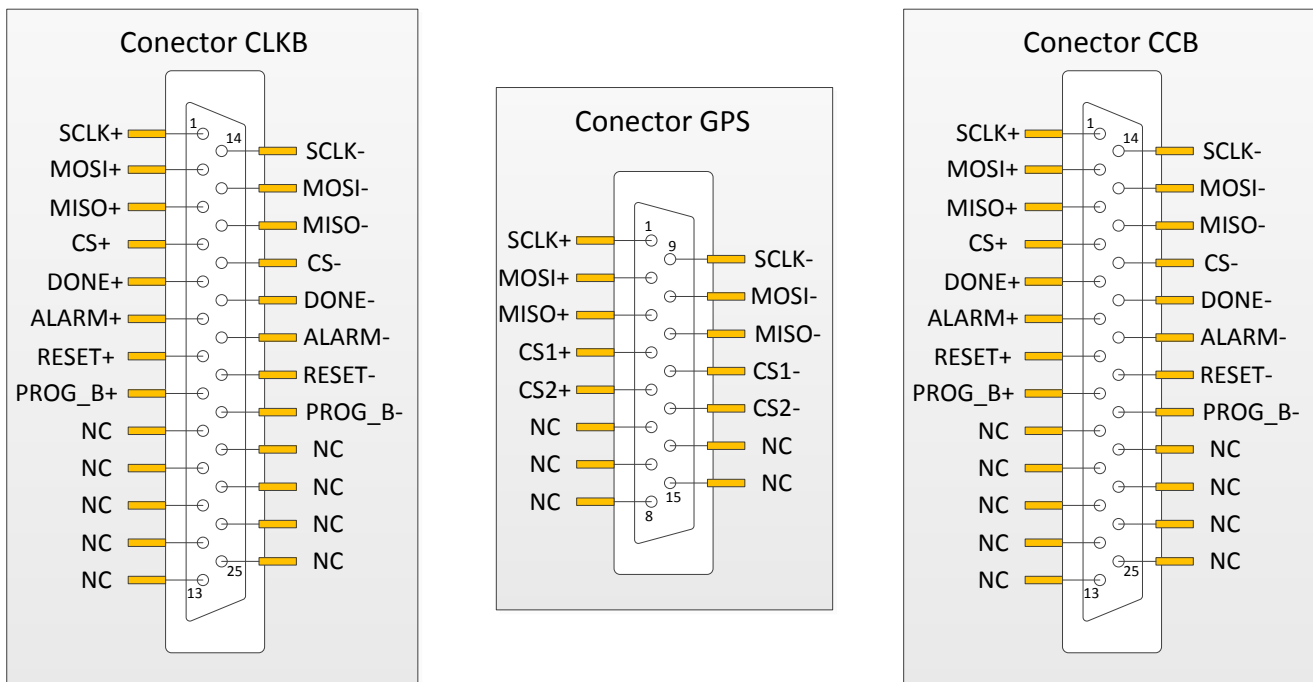 Conector CLKB
1
14
SCLK+
SCLK-
MOSI+
MOSI-
MISO+
MISO-
CS+
CS-
DONE+
DONE-
ALARM+
ALARM-
RESET+
RESET-
PROG_B+
PROG_B-
NC
NC
NC
NC
NC
NC
NC
NC
25
NC
13
Conector GPS
1
9
SCLK+
SCLK-
MOSI+
MOSI-
MISO+
MISO-
CS1+
CS1-
CS2+
CS2-
NC
NC
NC
NC
15
NC
8
Conector CCB
1
14
SCLK+
SCLK-
MOSI+
MOSI-
MISO+
MISO-
CS+
CS-
DONE+
DONE-
ALARM+
ALARM-
RESET+
RESET-
PROG_B+
PROG_B-
NC
NC
NC
NC
NC
NC
NC
NC
25
NC
13